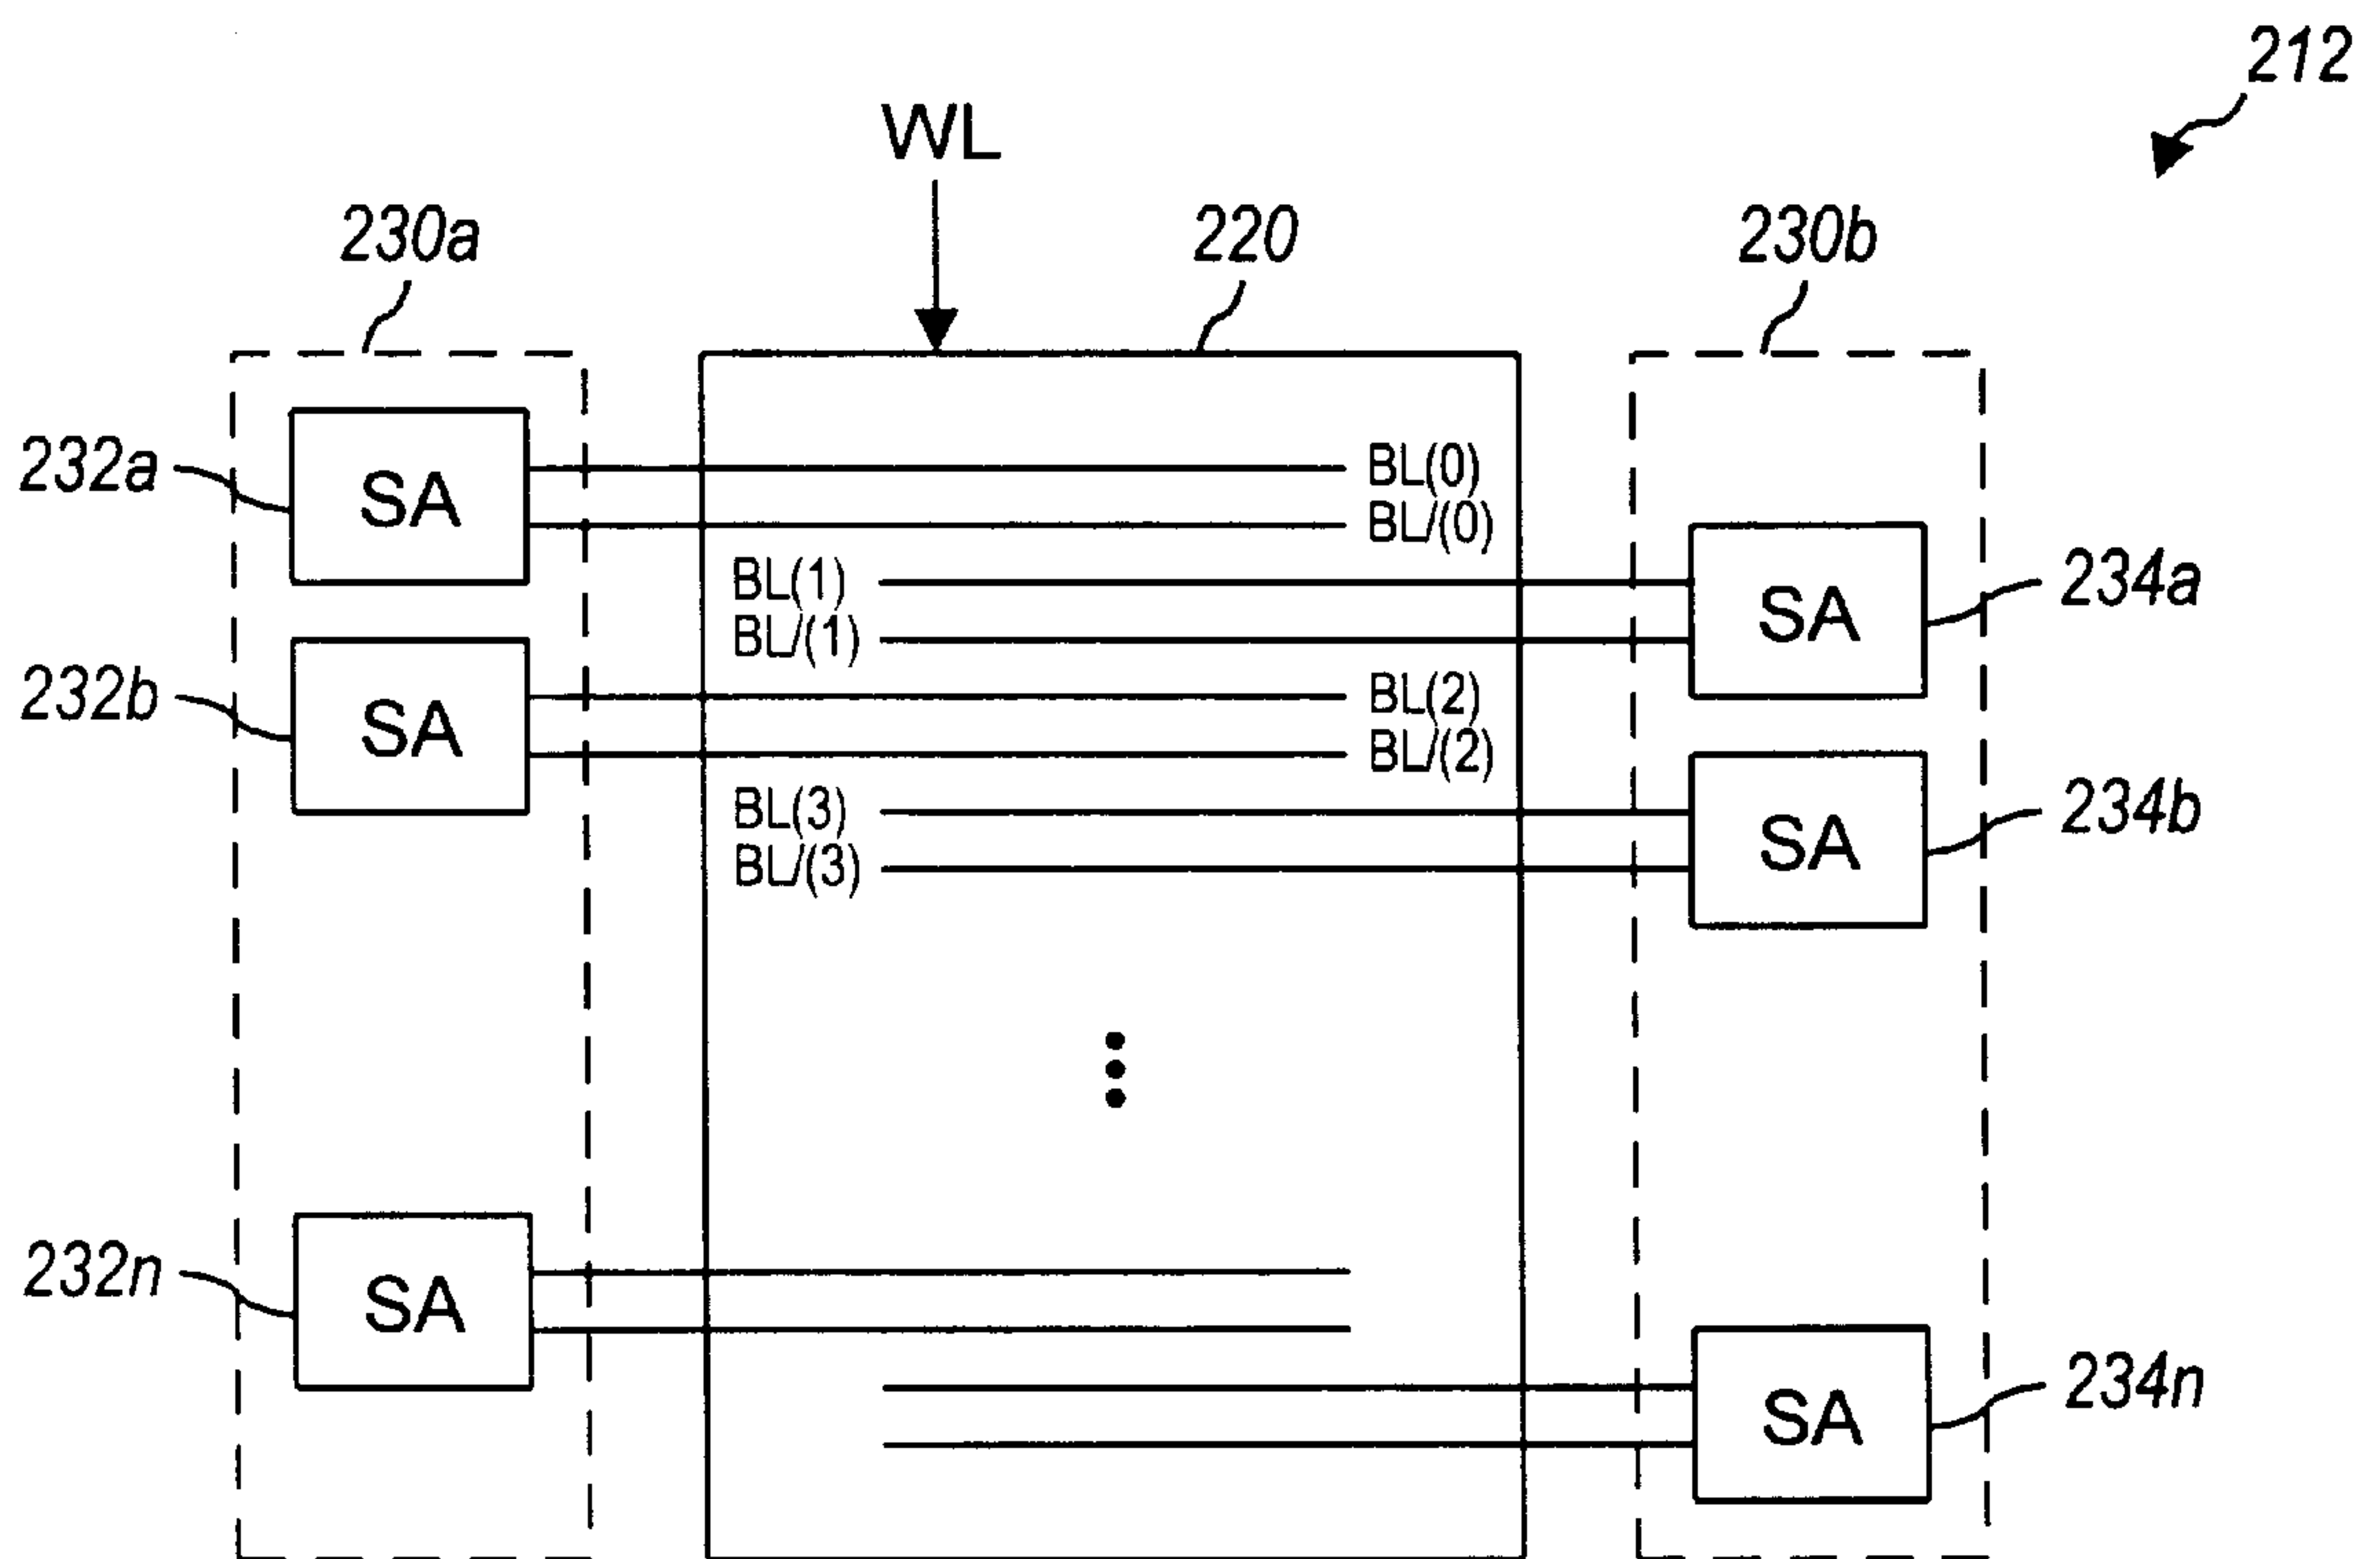 212
WL
230a
220
230b
232a
SA
BL(0)
BL/(0)
BL(1)
BL/(1)
SA
234a
232b
SA
BL(2)
BL/(2)
BL(3)
BL/(3)
SA
234b
232n
SA
SA
234n